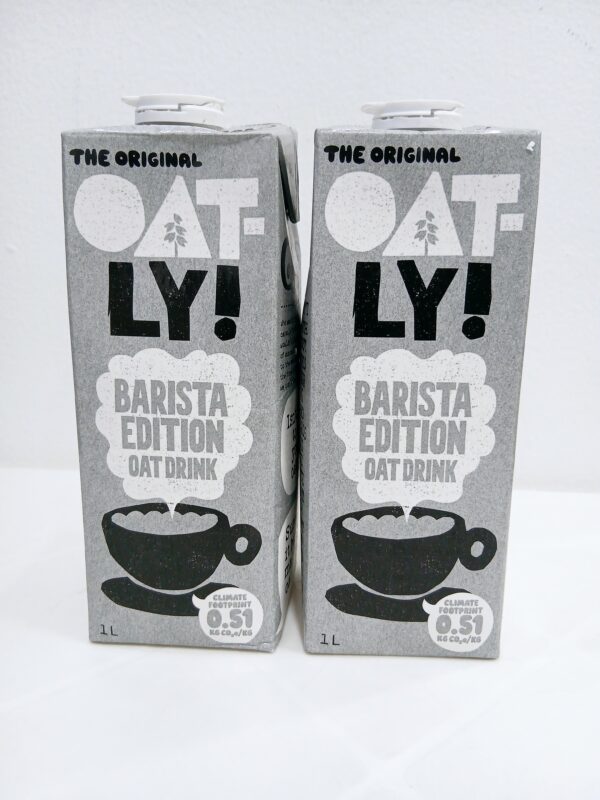 THE ORIGINAL
OAT-
LY!
BARISTA
EDITION
OAT DRINK
CLIMATE
FOOTPRINT
0.51
KG CO₂e/KG
1L
THE ORIGINAL
OAT-
LY!
BARISTA
EDITION
OAT DRINK
CLIMATE
FOOTPRINT
0.51
KG CO₂e/KG
1L